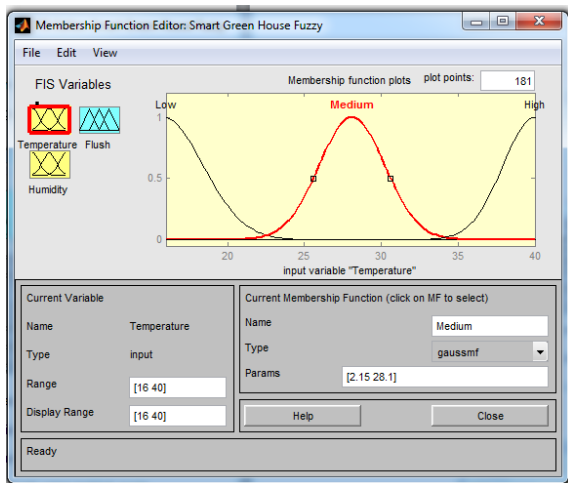 Membership Function Editor: Smart Green House Fuzzy
File Edit View
FIS Variables
Temperature Flush
Humidity
Membership function plots plot points: 181
Low Medium High
1
0.5
0
20 25 30 35 40
input variable "Temperature"
Current Variable
Name Temperature
Type input
Range [16 40]
Display Range [16 40]
Current Membership Function (click on MF to select)
Name Medium
Type gaussmf
Params [2.15 28.1]
Help Close
Ready